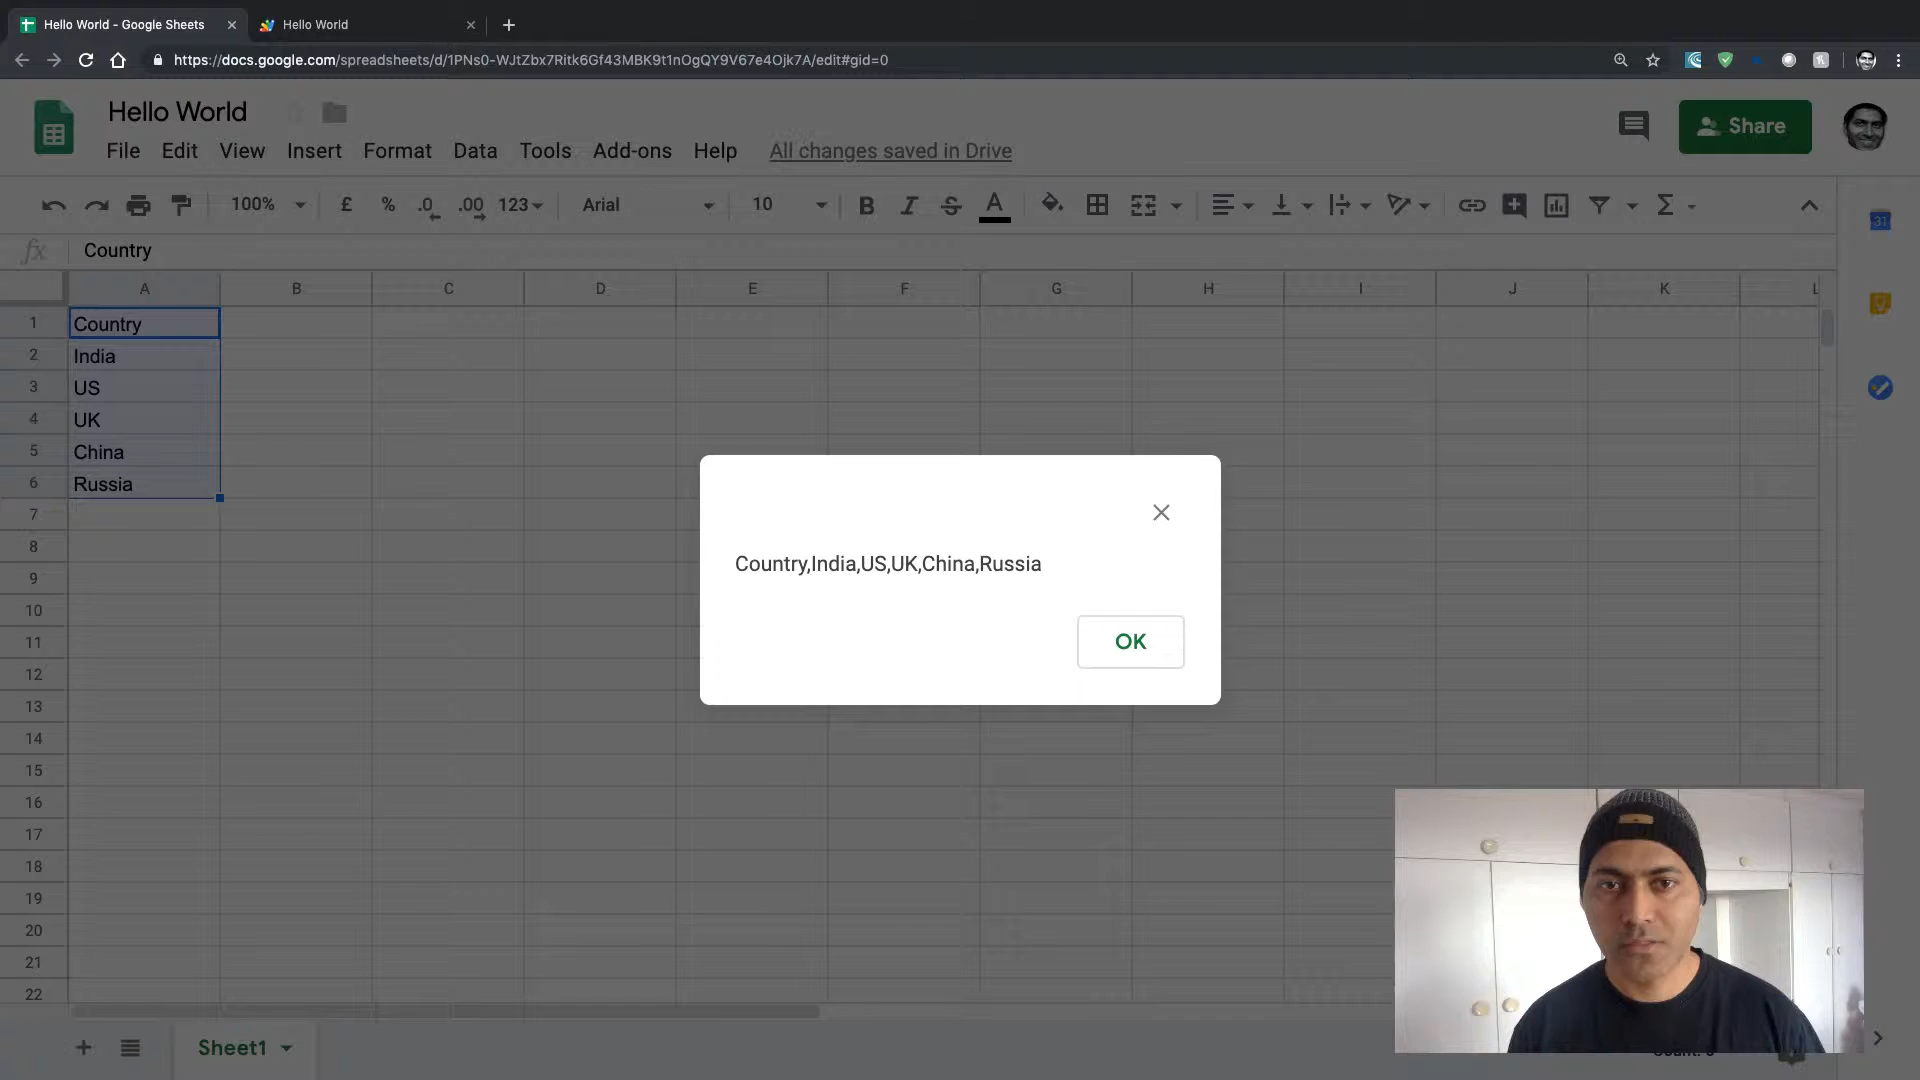 Hello World - Google Sheets
Hello World
https://docs.google.com/spreadsheets/d/1PNs0-WJtZbx7Ritk6Gf43MBK9t1nOgQY9V67e4Ojk7A/edit#gid=0
Hello World
File Edit View Insert Format Data Tools Add-ons Help All changes saved in Drive
Share
100% £ % .0 .00 123 Arial 10 B I S A Σ
31
fx Country
A B C D E F G H I J K L
1 Country
2 India
3 US
4 UK
5 China
6 Russia
7
8
9
10
11
12
13
14
15
16
17
18
19
20
21
22
Country,India,US,UK,China,Russia
OK
Sheet1